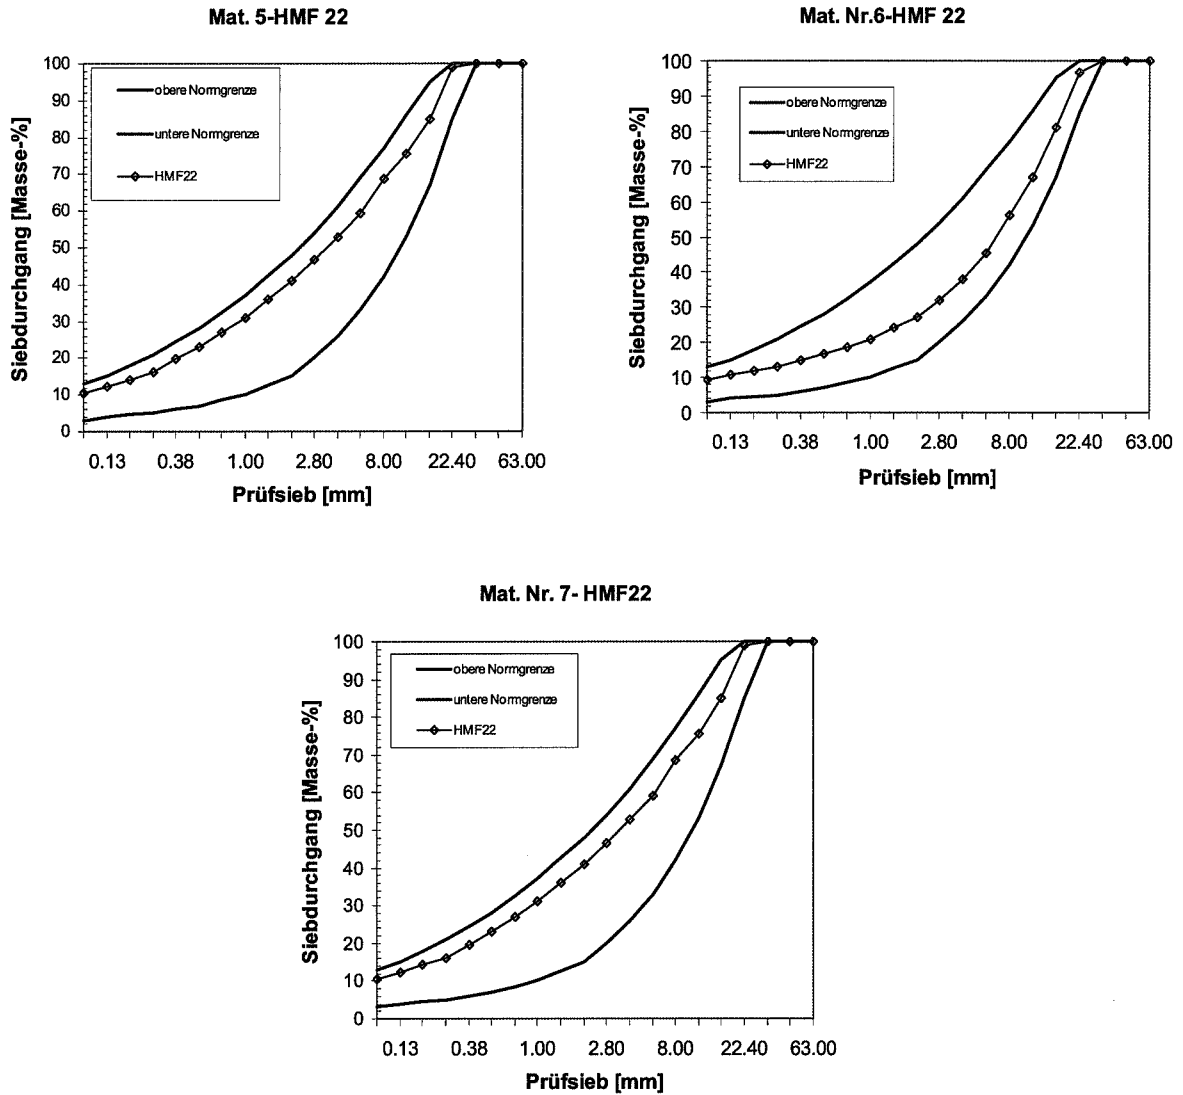 Mat. 5-HMF 22
Siebdurchgang [Masse-%]
100
90
80
70
60
50
40
30
20
10
0
obere Normgrenze
untere Normgrenze
HMF22
0.13 0.38 1.00 2.80 8.00 22.40 63.00
Prüfsieb [mm]
Mat. Nr.6-HMF 22
Siebdurchgang [Masse-%]
100
90
80
70
60
50
40
30
20
10
0
obere Normgrenze
untere Normgrenze
HMF22
0.13 0.38 1.00 2.80 8.00 22.40 63.00
Prüfsieb [mm]
Mat. Nr. 7- HMF22
Siebdurchgang [Masse-%]
100
90
80
70
60
50
40
30
20
10
0
obere Normgrenze
untere Normgrenze
HMF22
0.13 0.38 1.00 2.80 8.00 22.40 63.00
Prüfsieb [mm]